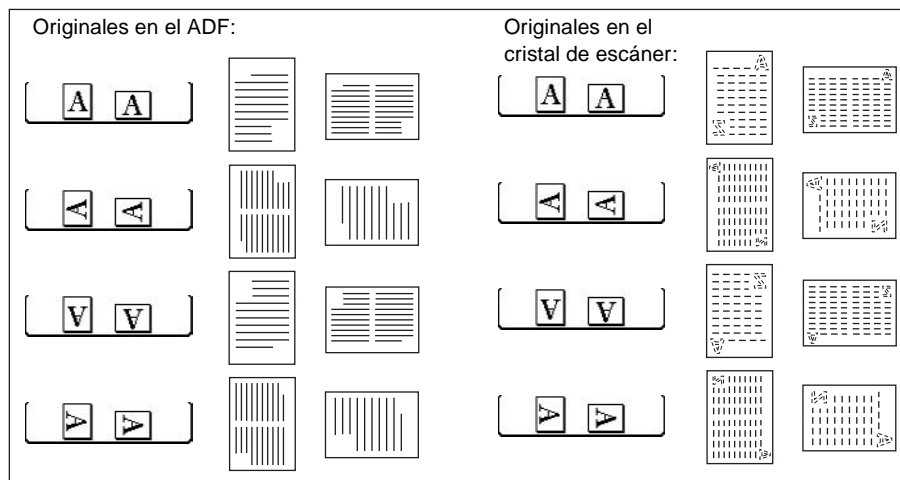 Originales en el ADF:
Originales en el
cristal de escáner:
A A
A A
A A
A A
A A
A A
A A
A A